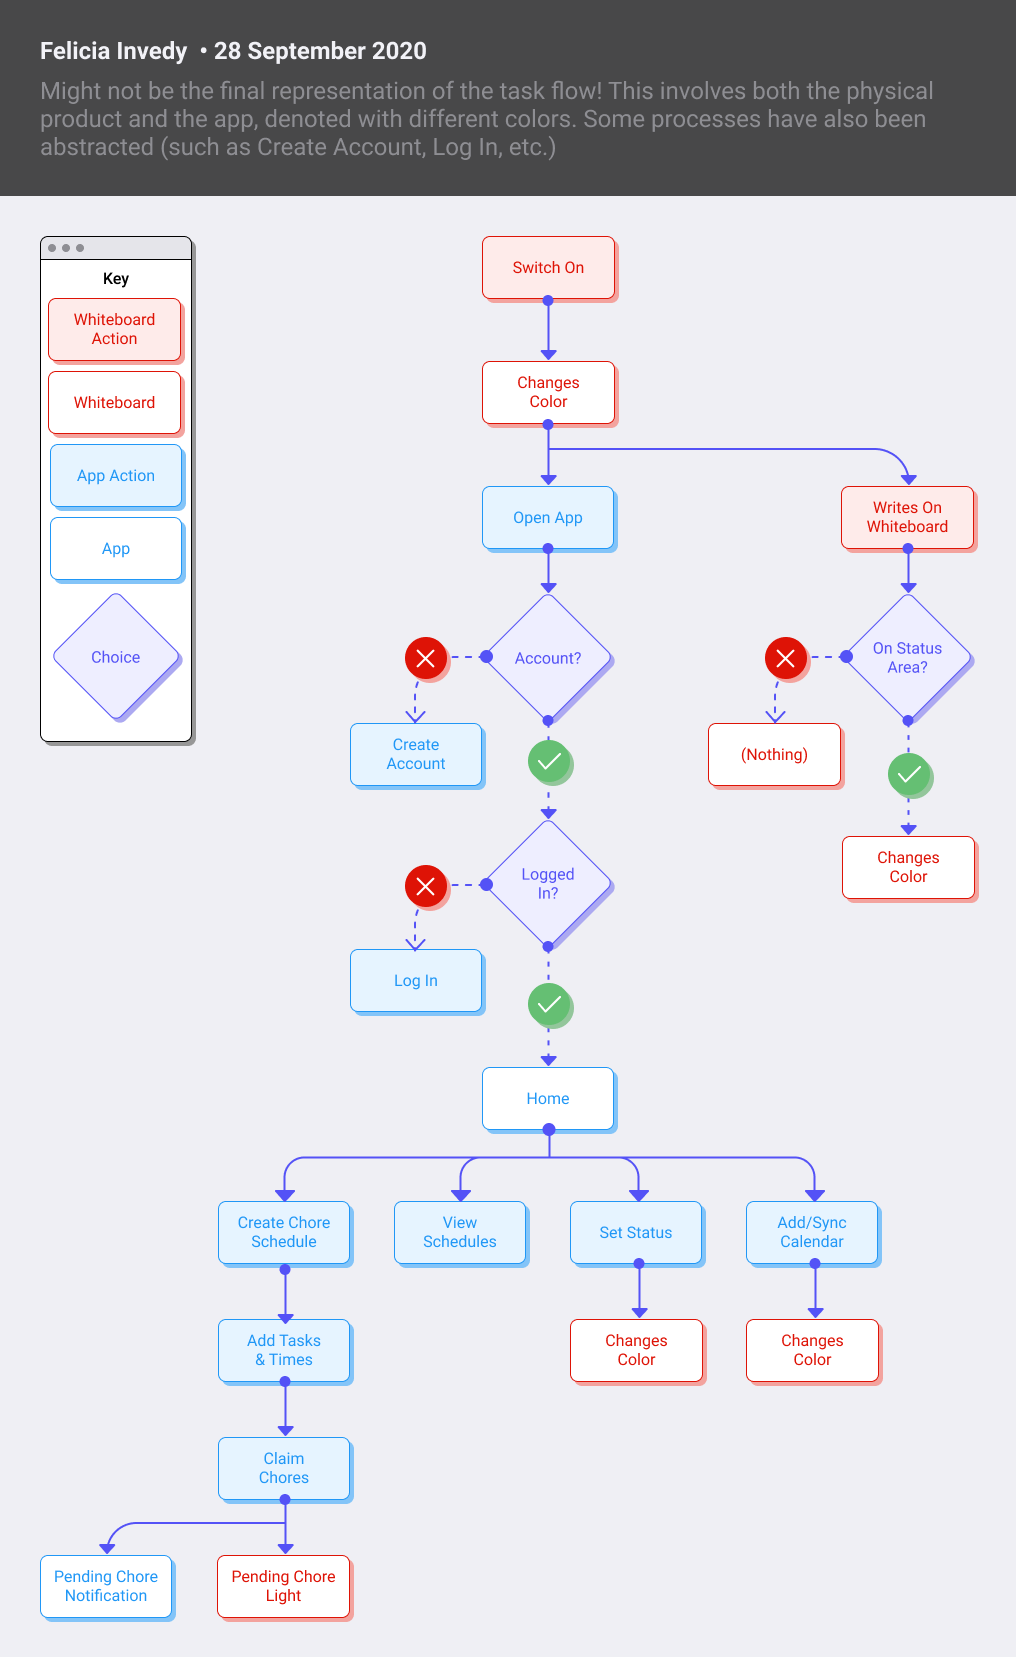 Felicia Invedy • 28 September 2020
Might not be the final representation of the task flow! This involves both the physical
product and the app, denoted with different colors. Some processes have also been
abstracted (such as Create Account, Log In, etc.)
Key
Whiteboard
Action
Whiteboard
App Action
App
Choice
Switch On
Changes
Color
Open App
Writes On
Whiteboard
Account?
On Status
Area?
Create
Account
(Nothing)
Changes
Color
Logged
In?
Log In
Home
Create Chore
Schedule
View
Schedules
Set Status
Add/Sync
Calendar
Add Tasks
& Times
Changes
Color
Changes
Color
Claim
Chores
Pending Chore
Notification
Pending Chore
Light